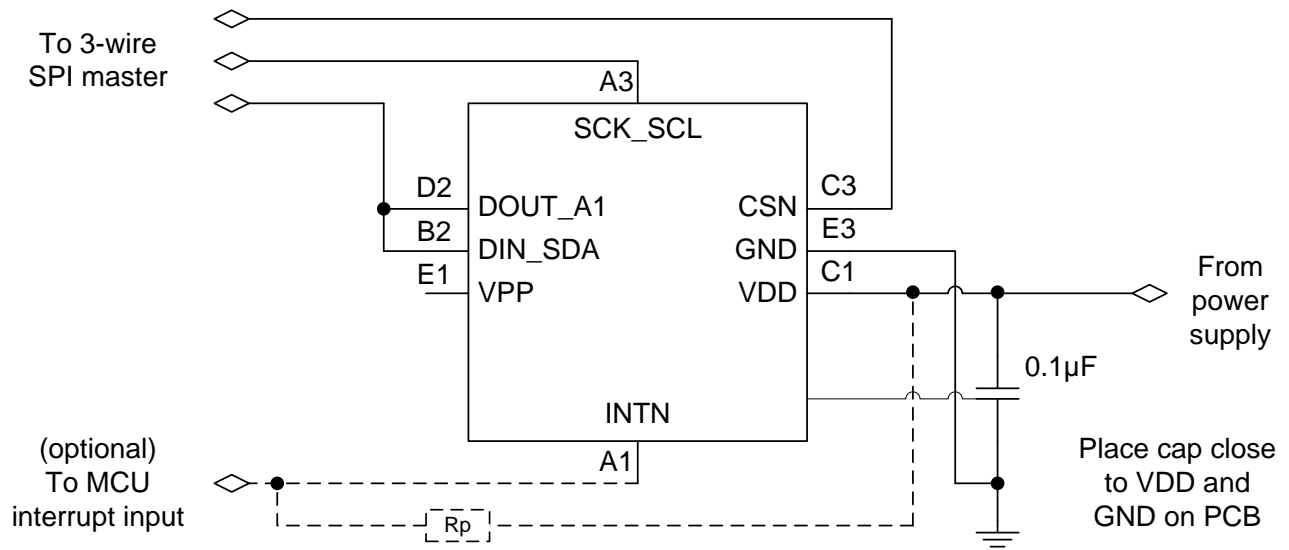 To 3-wire
SPI master
A3
SCK_SCL
D2
DOUT_A1
B2
DIN_SDA
E1
VPP
C3
CSN
E3
GND
C1
VDD
From
power
supply
0.1µF
INTN
A1
(optional)
To MCU
interrupt input
Rp
Place cap close
to VDD and
GND on PCB